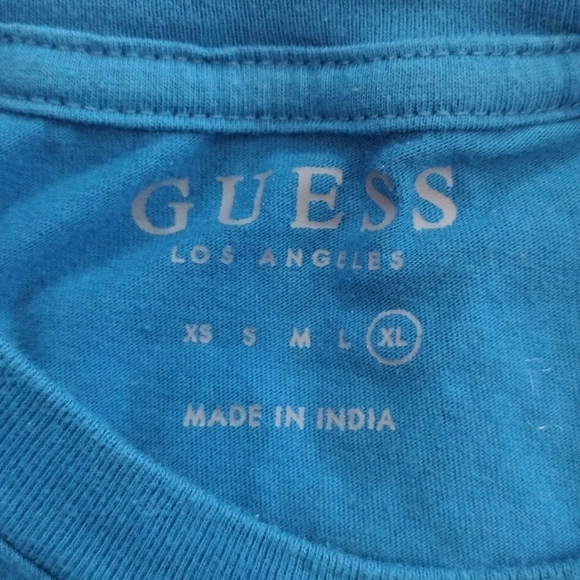 GUESS
LOS ANGELES
XS S M L XL
MADE IN INDIA